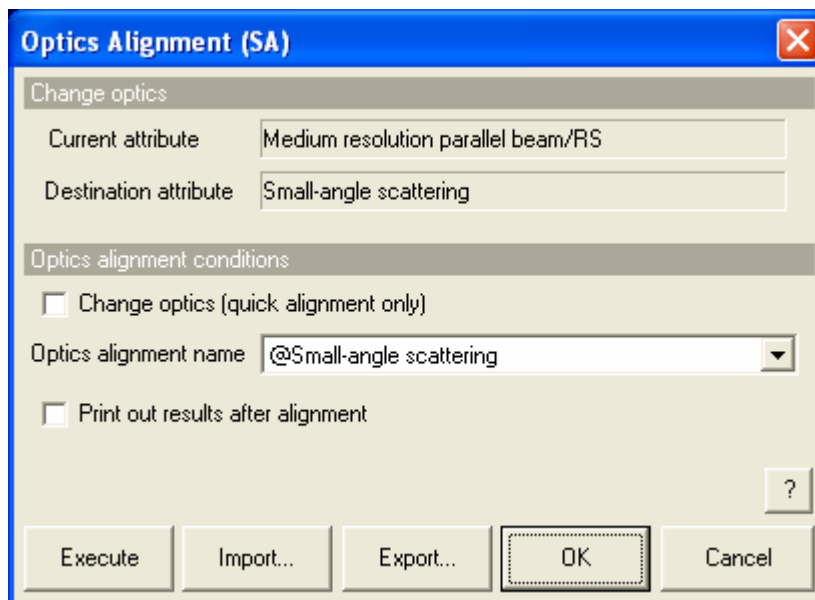 Optics Alignment (SA)
Change optics
Current attribute Medium resolution parallel beam/RS
Destination attribute Small-angle scattering
Optics alignment conditions
Change optics (quick alignment only)
Optics alignment name @Small-angle scattering
Print out results after alignment
?
Execute Import... Export... OK Cancel